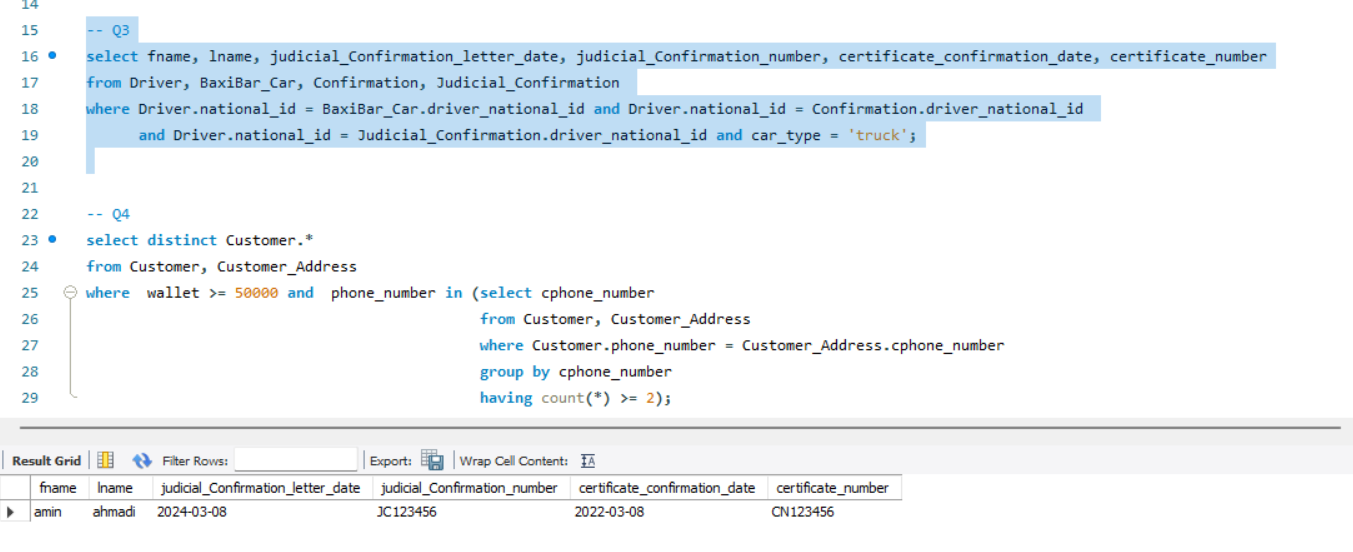 14
15 -- Q3
16 select fname, lname, judicial_Confirmation_letter_date, judicial_Confirmation_number, certificate_confirmation_date, certificate_number
17 from Driver, BaxiBar_Car, Confirmation, Judicial_Confirmation
18 where Driver.national_id = BaxiBar_Car.driver_national_id and Driver.national_id = Confirmation.driver_national_id
19 and Driver.national_id = Judicial_Confirmation.driver_national_id and car_type = 'truck';
20
21
22 -- Q4
23 select distinct Customer.*
24 from Customer, Customer_Address
25 where wallet >= 50000 and phone_number in (select cphone_number
26 from Customer, Customer_Address
27 where Customer.phone_number = Customer_Address.cphone_number
28 group by cphone_number
29 having count(*) >= 2);
Result Grid Filter Rows: Export: Wrap Cell Content:
fname lname judicial_Confirmation_letter_date judicial_Confirmation_number certificate_confirmation_date certificate_number
amin ahmadi 2024-03-08 JC123456 2022-03-08 CN123456